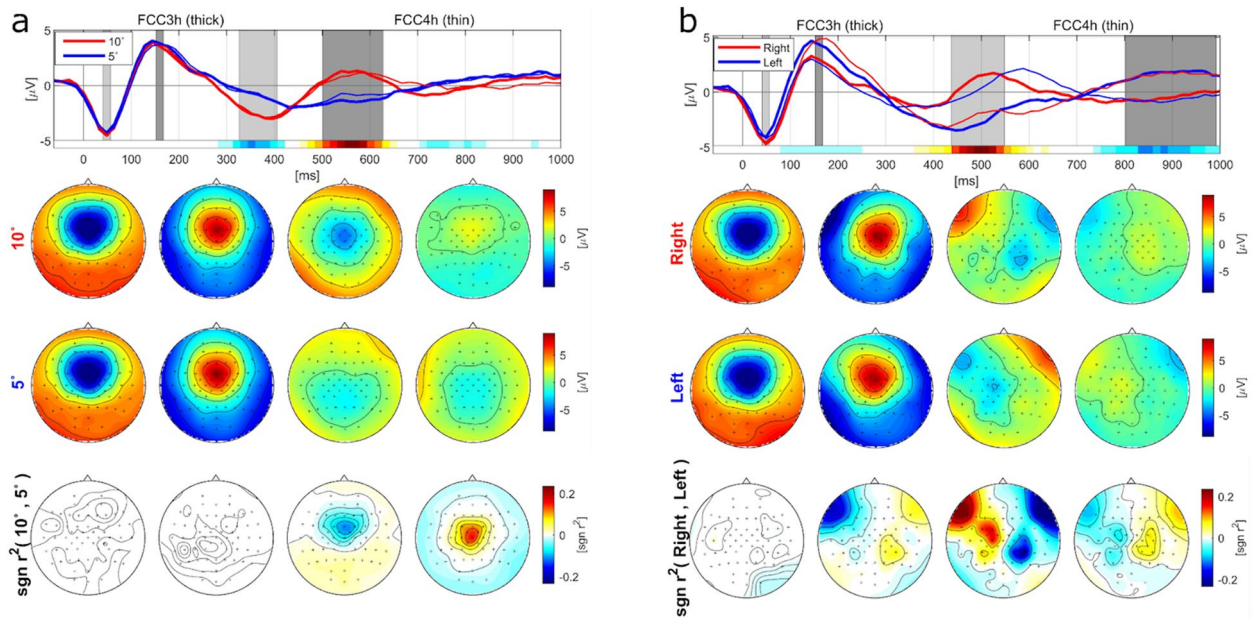 a
FCC3h (thick)
FCC4h (thin)
5
0
-5
[μV]
10°
5°
0 100 200 300 400 500 600 700 800 900 1000
[ms]
10°
5
0
-5
[μV]
5°
5
0
-5
[μV]
sgn r2( 10° , 5°)
0.2
0
-0.2
[sgn r2]
b
FCC3h (thick)
FCC4h (thin)
5
0
-5
[μV]
Right
Left
0 100 200 300 400 500 600 700 800 900 1000
[ms]
Right
5
0
-5
[μV]
Left
5
0
-5
[μV]
sgn r2( Right , Left)
0.2
0
-0.2
[sgn r2]